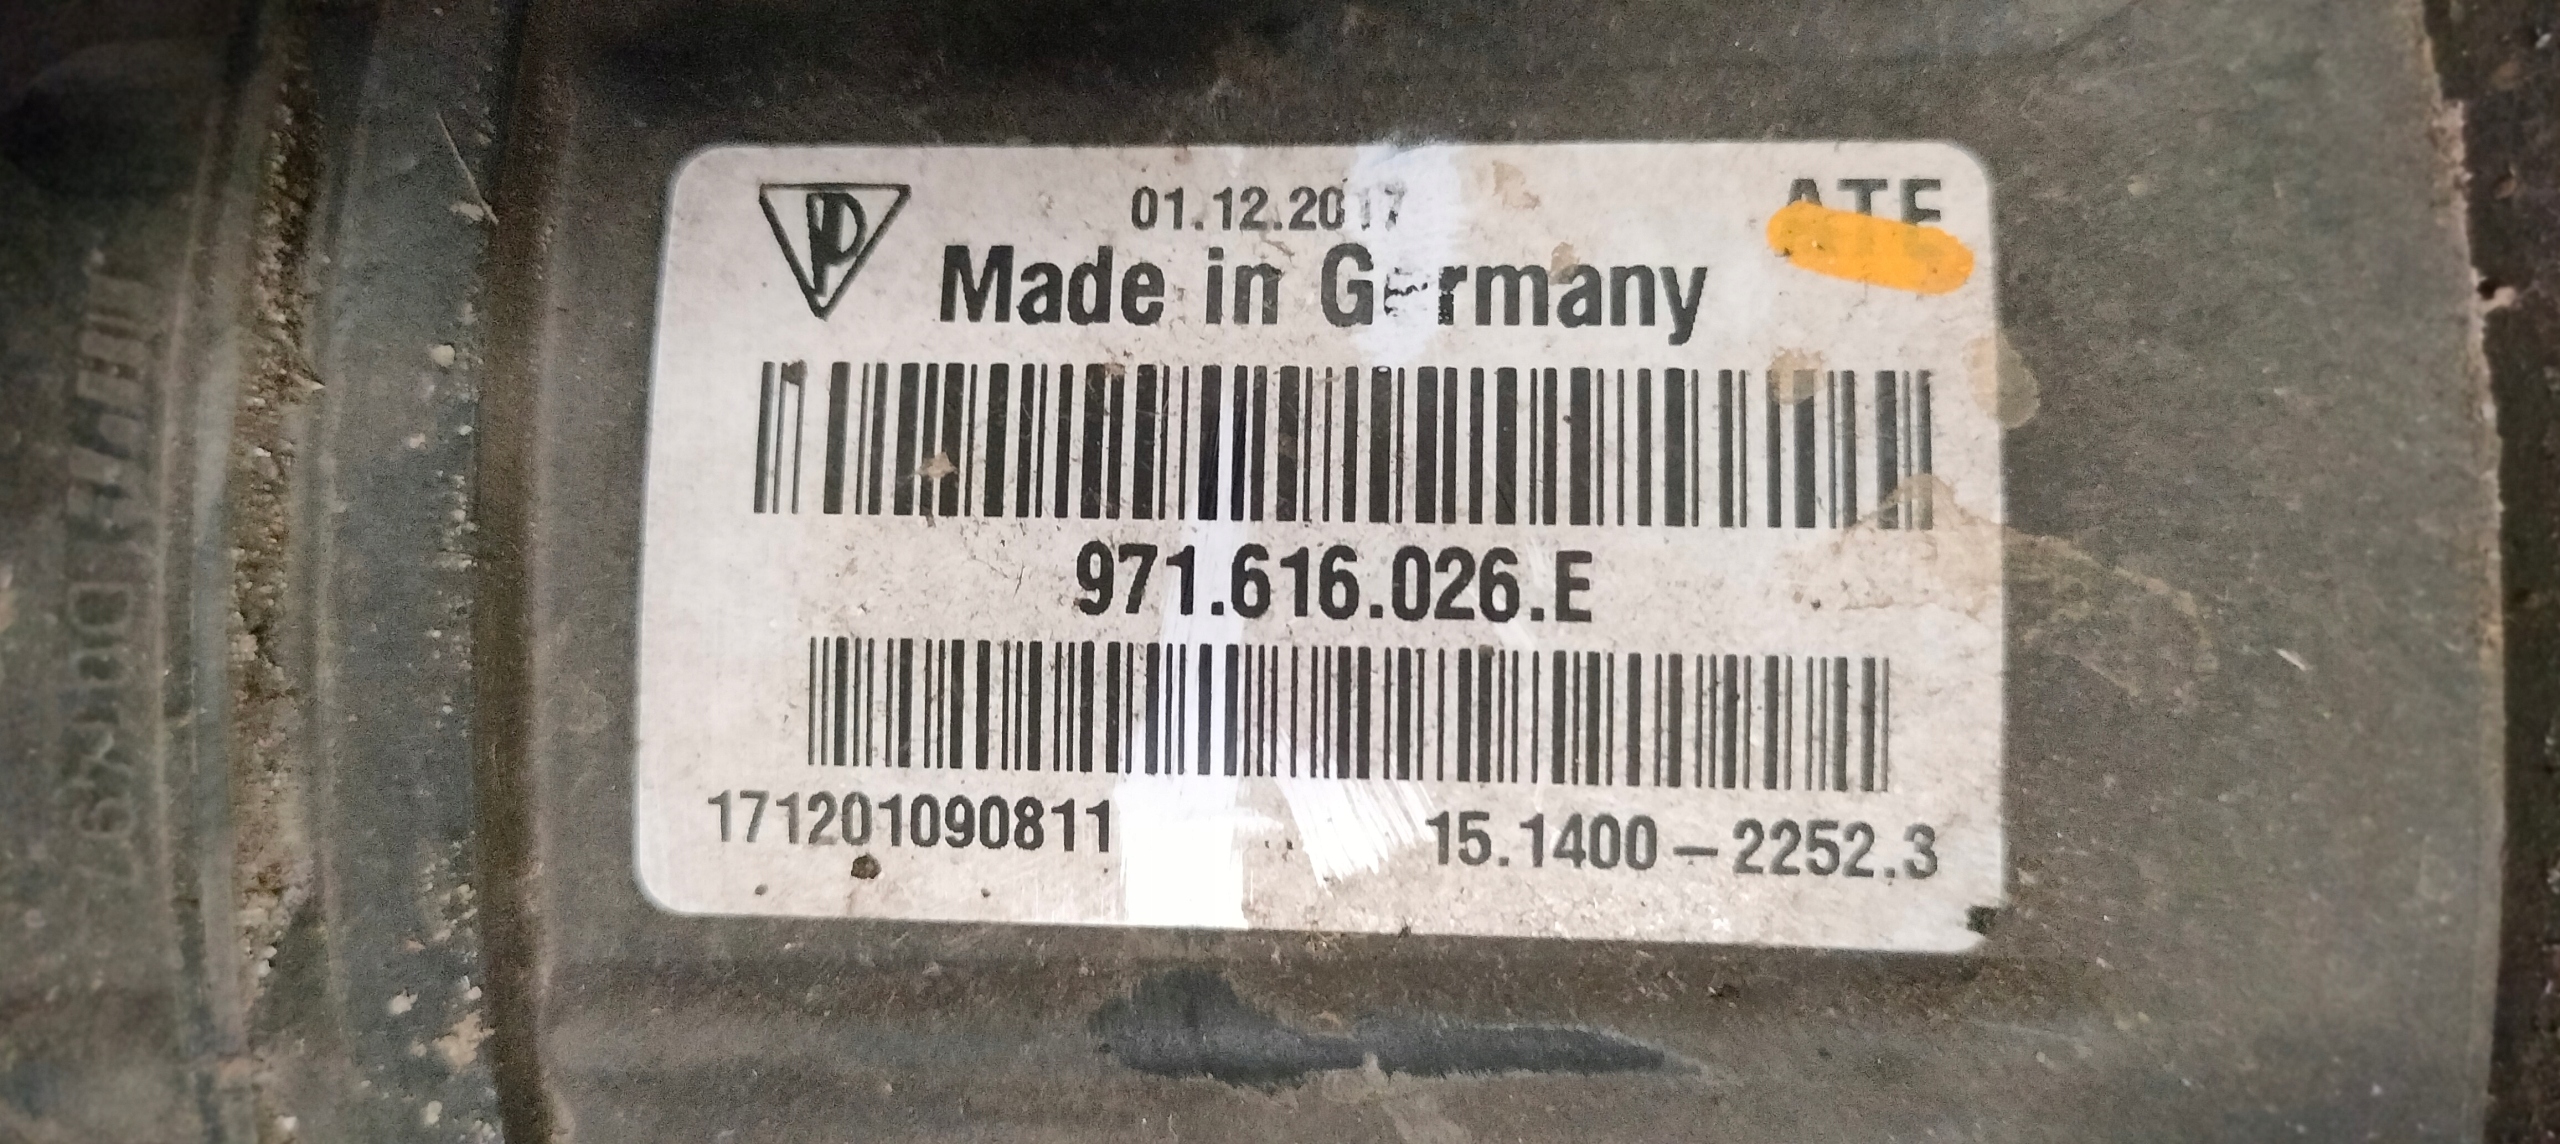 01.12.2017
ATE
Made in Germany
971.616.026.E
171201090811
15.1400-2252.3